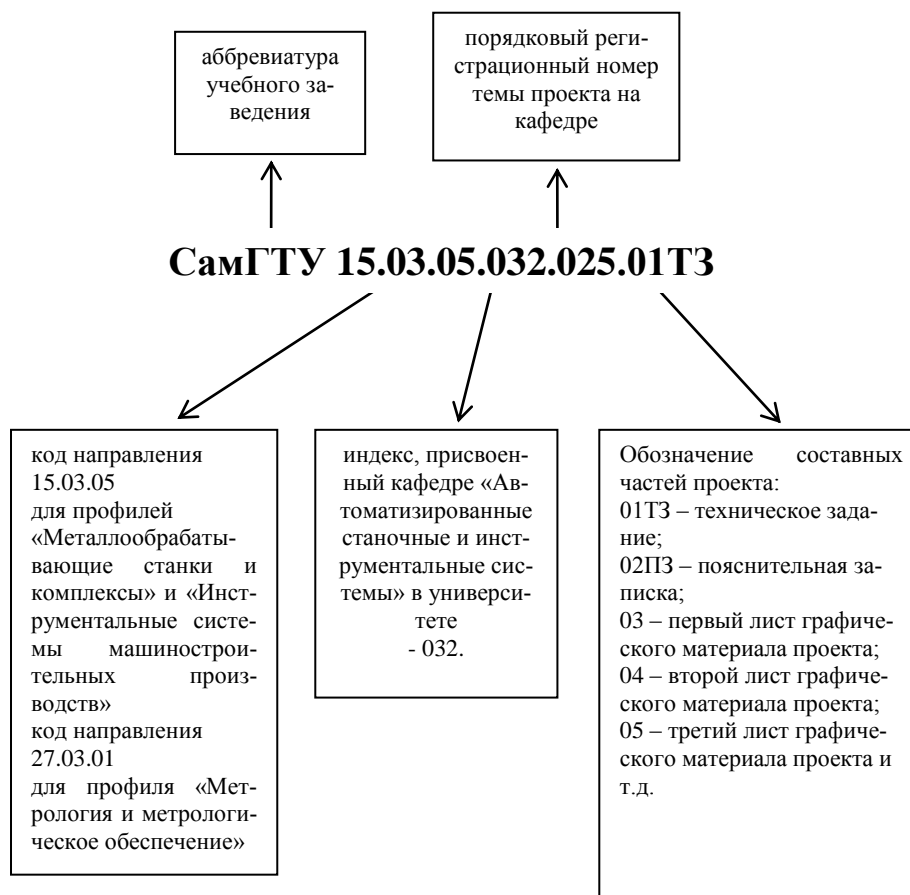 аббревиатура
учебного за-
ведения
порядковый реги-
страционный номер
темы проекта на
кафедре
СамГТУ 15.03.05.032.025.01ТЗ
код направления
15.03.05
для профилей
«Металлообрабаты-
вающие станки и
комплексы» и «Инст-
рументальные систе-
мы машинострои-
тельных произ-
водств»
код направления
27.03.01
для профиля «Мет-
рология и метрологи-
ческое обеспечение»
индекс, присвоен-
ный кафедре «Ав-
томатизированные
станочные и инст-
рументальные сис-
темы» в университе-
тете
- 032.
Обозначение составных
частей проекта:
01ТЗ – техническое зада-
ние;
02ПЗ – пояснительная за-
писка;
03 – первый лист графиче-
ского материала проекта;
04 – второй лист графиче-
ского материала проекта;
05 – третий лист графиче-
ского материала проекта и
т.д.